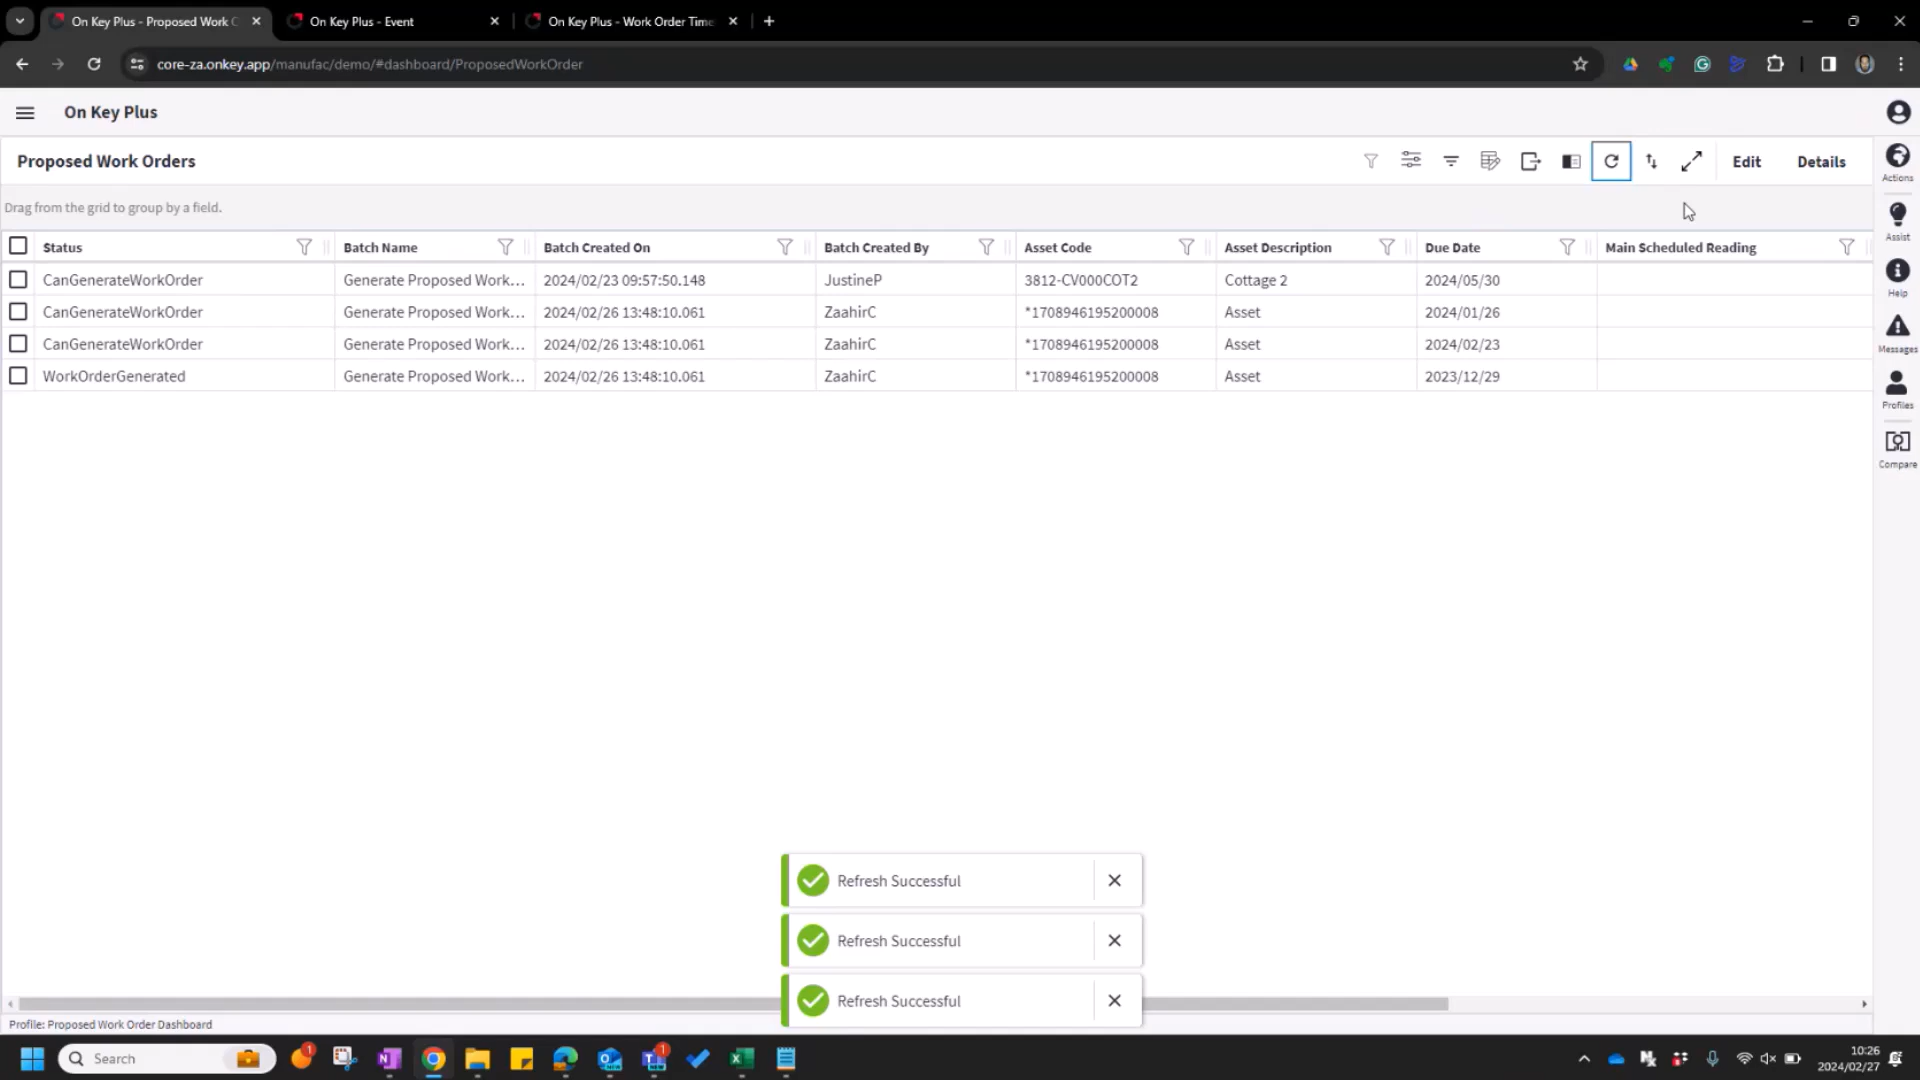 On Key Plus - Proposed Work O
On Key Plus - Event
On Key Plus - Work Order Time
core-za.onkey.app/manufac/demo/#dashboard/ProposedWorkOrder
On Key Plus
Proposed Work Orders
Edit
Details
Actions
Drag from the grid to group by a field.
Assist
Status
Batch Name
Batch Created On
Batch Created By
Asset Code
Asset Description
Due Date
Main Scheduled Reading
CanGenerateWorkOrder Generate Proposed Work... 2024/02/23 09:57:50.148 JustineP 3812-CV000COT2 Cottage 2 2024/05/30
Help
CanGenerateWorkOrder Generate Proposed Work... 2024/02/26 13:48:10.061 ZaahirC *1708946195200008 Asset 2024/01/26
CanGenerateWorkOrder Generate Proposed Work... 2024/02/26 13:48:10.061 ZaahirC *1708946195200008 Asset 2024/02/23
Messages
WorkOrderGenerated Generate Proposed Work... 2024/02/26 13:48:10.061 ZaahirC *1708946195200008 Asset 2023/12/29
Profiles
Compare
Refresh Successful
Refresh Successful
Refresh Successful
Profile: Proposed Work Order Dashboard
Search
1
1
10:26
2024/02/27